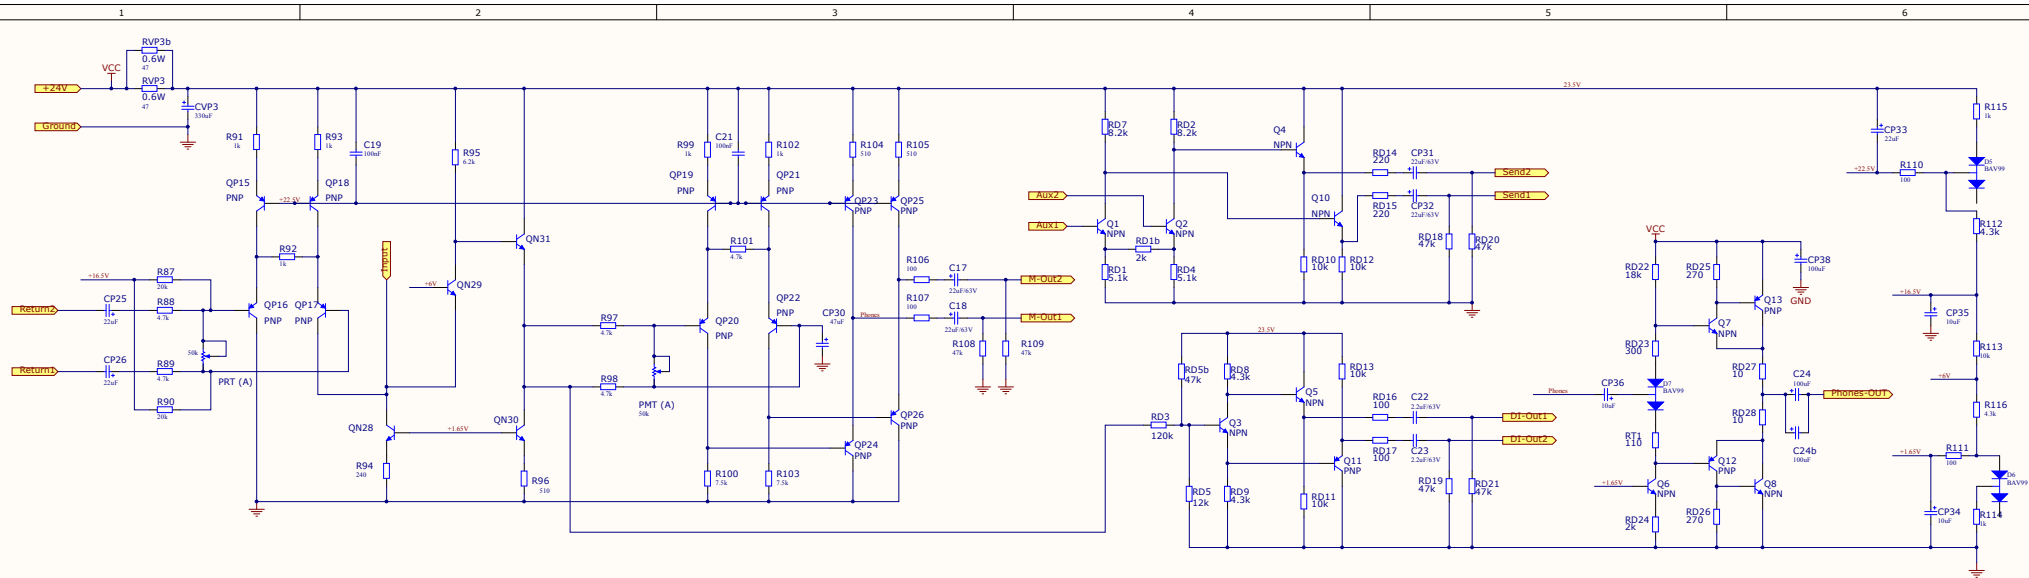 1 2 3 4 5 6
RVP3b
0.6W
47
VCC
RVP3
0.6W
47
+24V
Ground
CVP3
330uF
23.5V
R91
1k
R93
1k
C19
100nF
R95
6.2k
R99
1k
C21
100nF
R102
1k
R104
510
R105
510
QP15
PNP
QP18
PNP
+22.5V
QP19
PNP
QP21
PNP
QP23
PNP
QP25
PNP
R92
1k
Input
QN31
R101
4.7k
+6V
QN29
+16.5V
R87
20k
Return2
CP25
22uF
R88
4.7k
QP16
PNP
QP17
PNP
50k
Return1
CP26
22uF
R89
4.7k
PRT (A)
R90
20k
QN28
+1.65V
QN30
R94
240
R96
510
R97
4.7k
R98
4.7k
PMT (A)
50k
QP20
PNP
QP22
PNP
CP30
47uF
R106
100
C17
22uF/63V
M-Out2
Phones
R107
100
C18
22uF/63V
M-Out1
R108
47k
R109
47k
QP26
PNP
QP24
PNP
R100
7.5k
R103
7.5k
RD7
8.2k
RD2
8.2k
Q4
NPN
Aux2
Aux1
Q1
NPN
Q2
NPN
RD1b
2k
RD1
5.1k
RD4
5.1k
Q10
NPN
RD14
220
CP31
22uF/63V
Send2
RD15
220
CP32
22uF/63V
Send1
RD18
47k
RD20
47k
RD10
10k
RD12
10k
23.5V
RD5b
47k
RD8
4.3k
RD13
10k
Q5
NPN
RD3
120k
Q3
NPN
RD16
100
C22
2.2uF/63V
DI-Out1
RD17
100
C23
2.2uF/63V
DI-Out2
Q11
PNP
RD5
12k
RD9
4.3k
RD11
10k
RD19
47k
RD21
47k
VCC
RD22
18k
RD25
270
CP38
100uF
GND
Q13
PNP
Q7
NPN
RD23
300
D7
BAV99
RD27
10
C24
100uF
Phones-OUT
Phones
CP36
10uF
RD28
10
C24b
100uF
RT1
110
Q12
PNP
+1.65V
Q6
NPN
Q8
NPN
RD24
2k
RD26
270
CP33
22uF
R115
1k
D5
BAV99
+22.5V
R110
100
R112
4.3k
+16.5V
CP35
10uF
R113
10k
+6V
R116
4.3k
+1.65V
R111
100
D6
BAV99
CP34
10uF
R114
1k